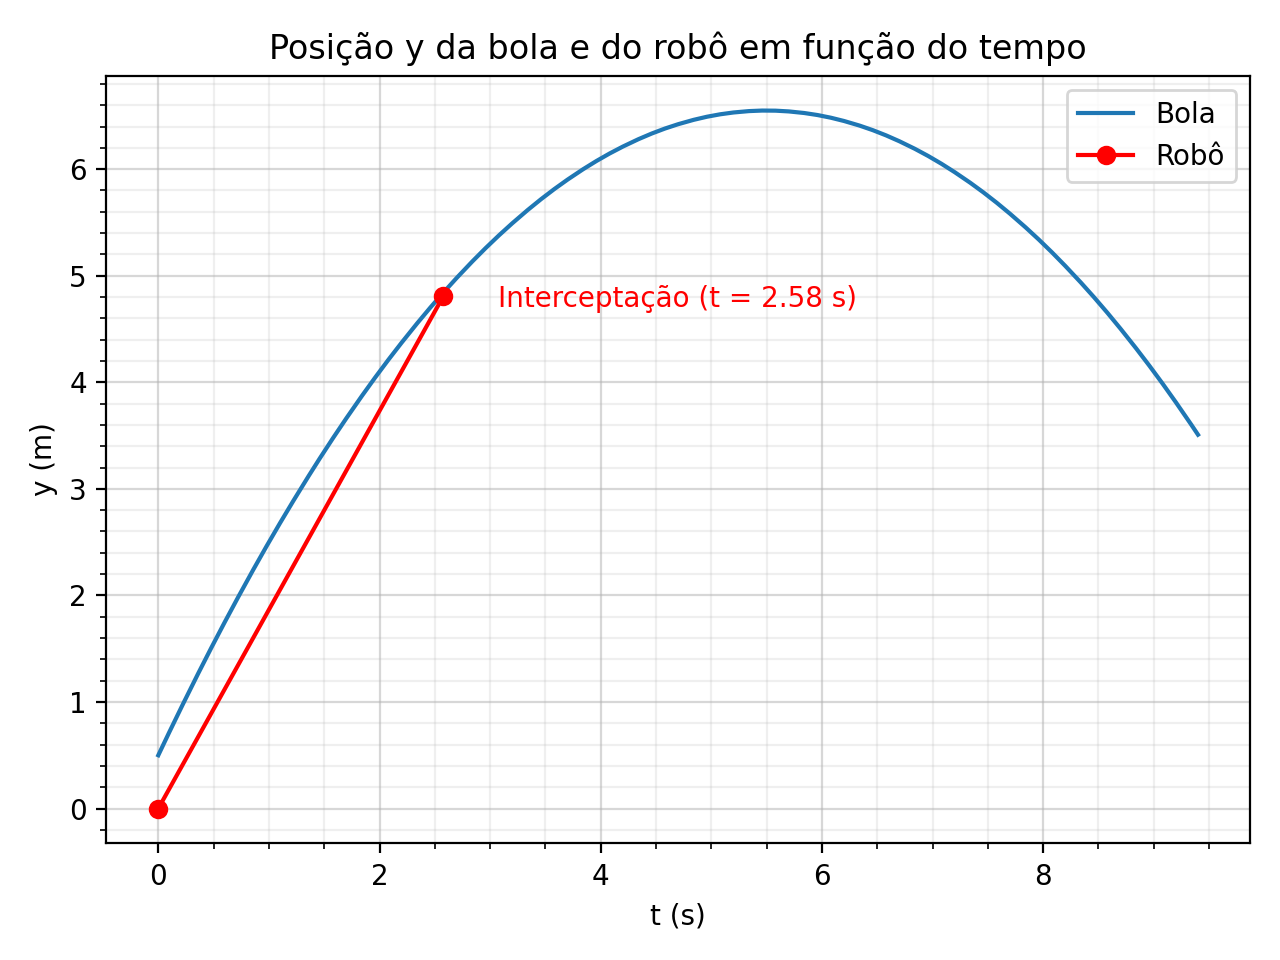 Posição y da bola e do robô em função do tempo
Bola
Robô
Interceptação (t = 2.58 s)
y (m)
6
5
4
3
2
1
0
0 2 4 6 8
t (s)